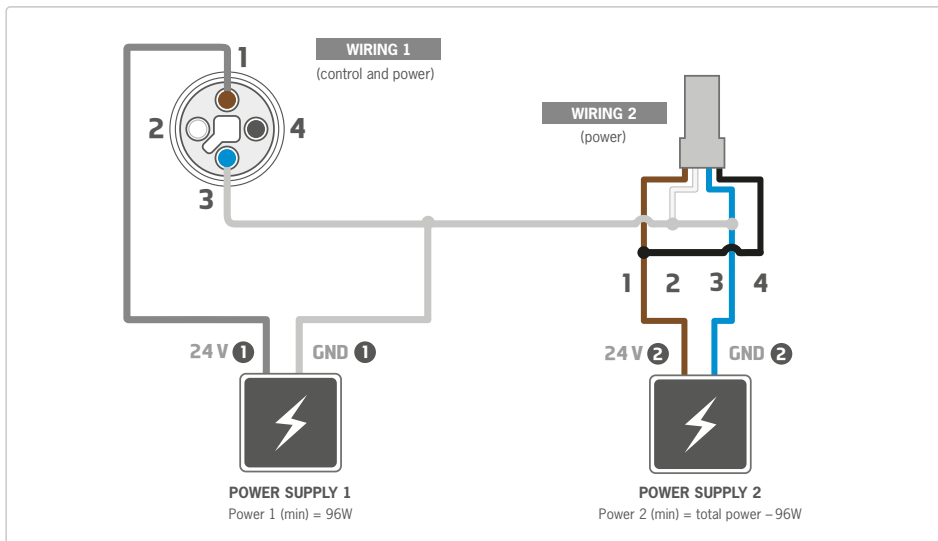 WIRING 1
(control and power)
1
2
4
3
WIRING 2
(power)
1
2
3
4
24 V 1
GND 1
24 V 2
GND 2
POWER SUPPLY 1
Power 1 (min) = 96W
POWER SUPPLY 2
Power 2 (min) = total power – 96W